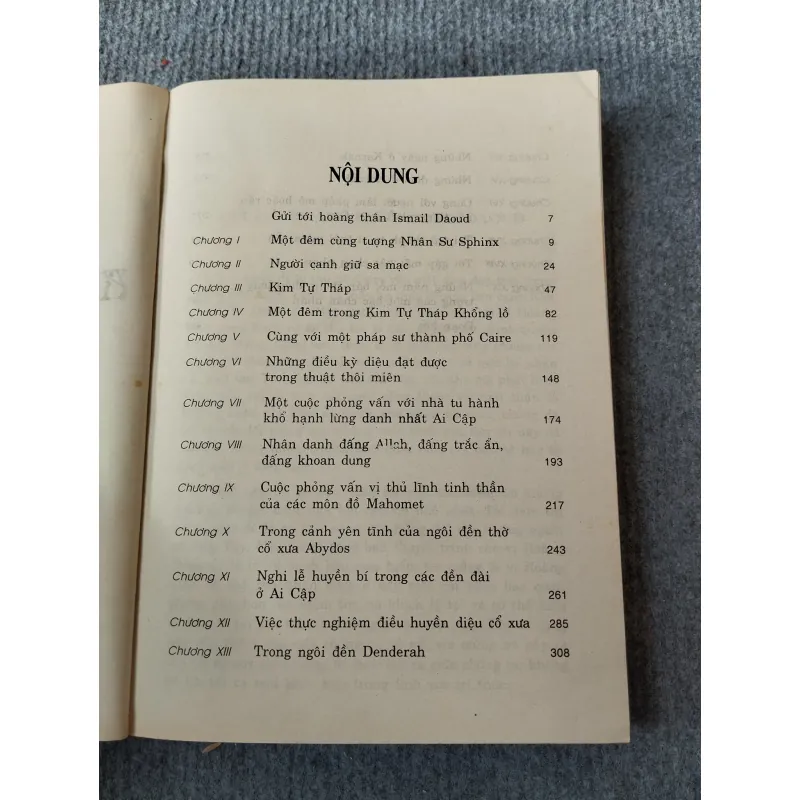 NỘI DUNG
Gửi tới hoàng thân Ismail Daoud 7
Chương I Một đêm cùng tượng Nhân Sư Sphinx 9
Chương II Người canh giữ sa mạc 24
Chương III Kim Tự Tháp 47
Chương IV Một đêm trong Kim Tự Tháp Khổng lồ 82
Chương V Cùng với một pháp sư thành phố Caire 119
Chương VI Những điều kỳ diệu đạt được
trong thuật thôi miên 148
Chương VII Một cuộc phỏng vấn với nhà tu hành
khổ hạnh lừng danh nhất Ai Cập 174
Chương VIII Nhân danh đấng Allah, đấng trắc ẩn,
đấng khoan dung 193
Chương IX Cuộc phỏng vấn vị thủ lĩnh tinh thần
của các môn đồ Mahomet 217
Chương X Trong cảnh yên tĩnh của ngôi đền thờ
cổ xưa Abydos 243
Chương XI Nghi lễ huyền bí trong các đền đài
ở Ai Cập 261
Chương XII Việc thực nghiệm điều huyền diệu cổ xưa 285
Chương XIII Trong ngôi đền Denderah 308